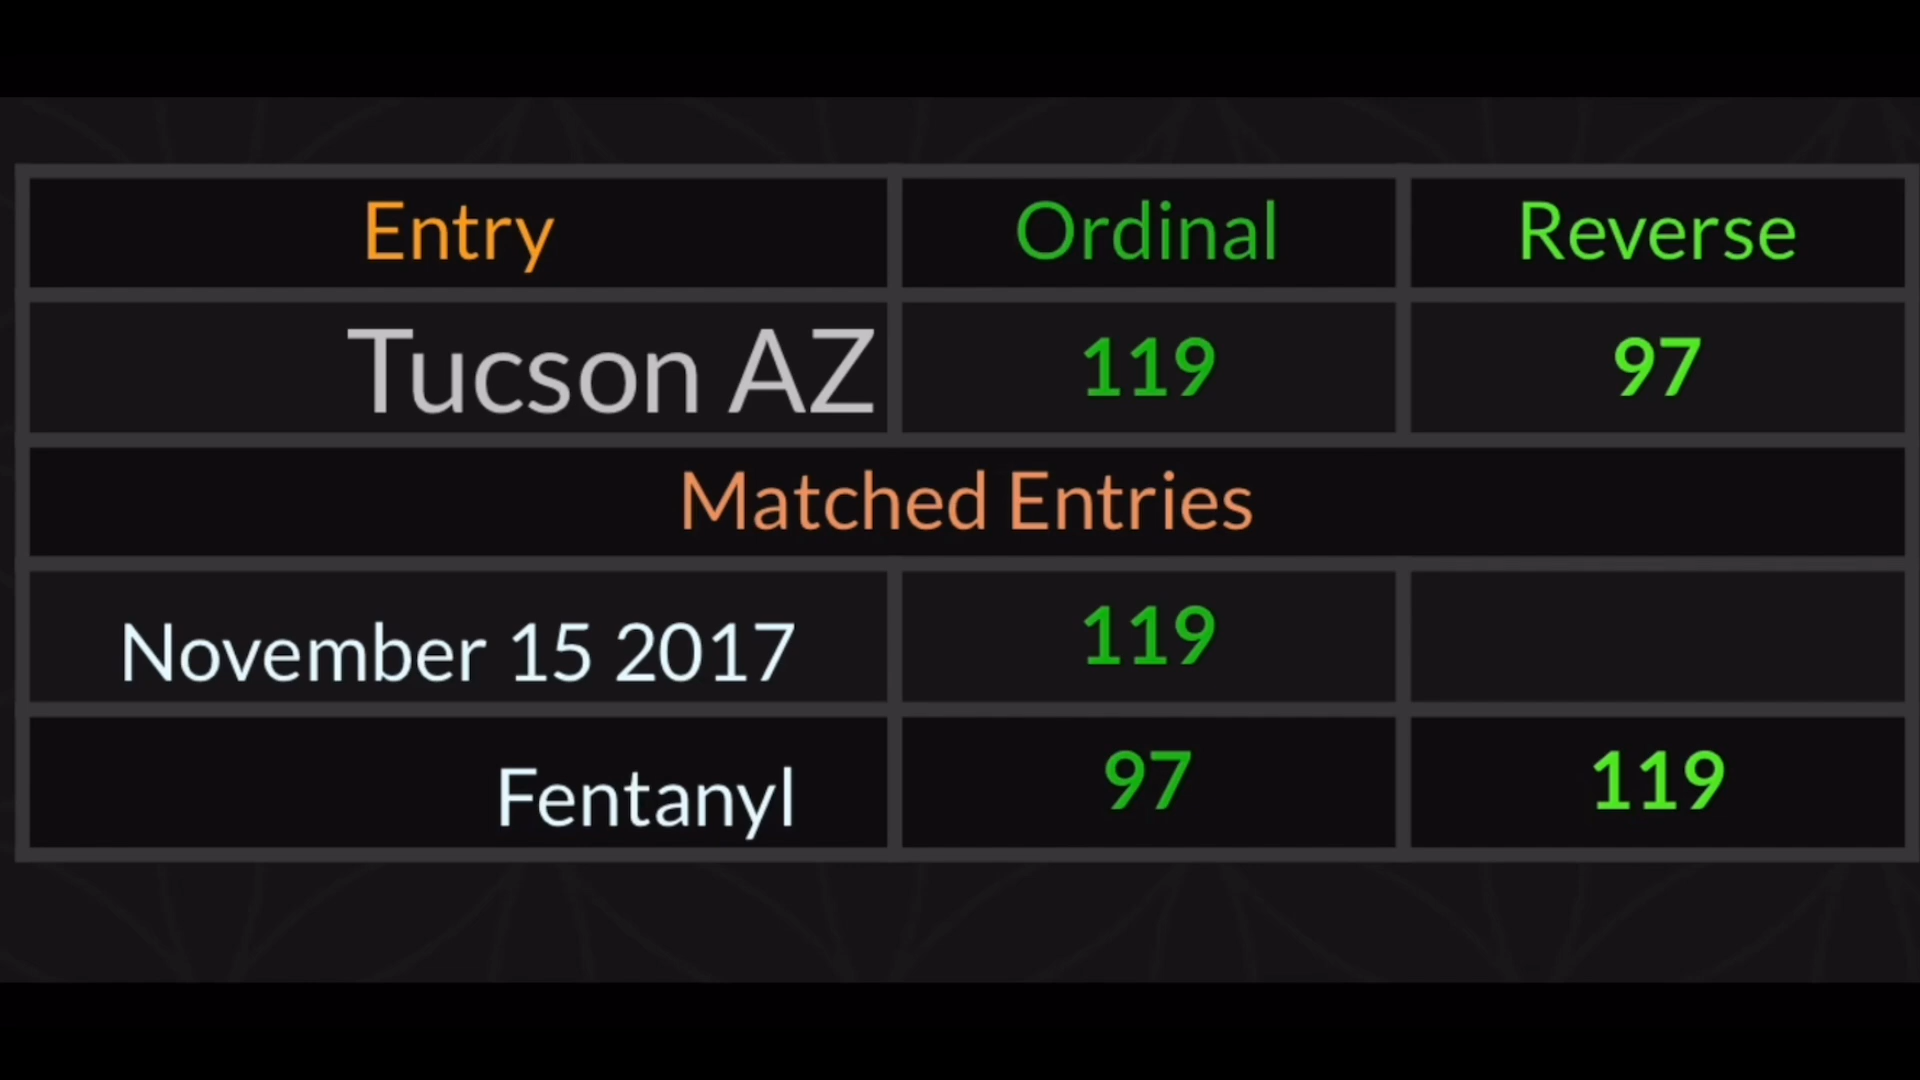 Entry Ordinal Reverse
Tucson AZ 119 97
Matched Entries
November 15 2017 119
Fentanyl 97 119